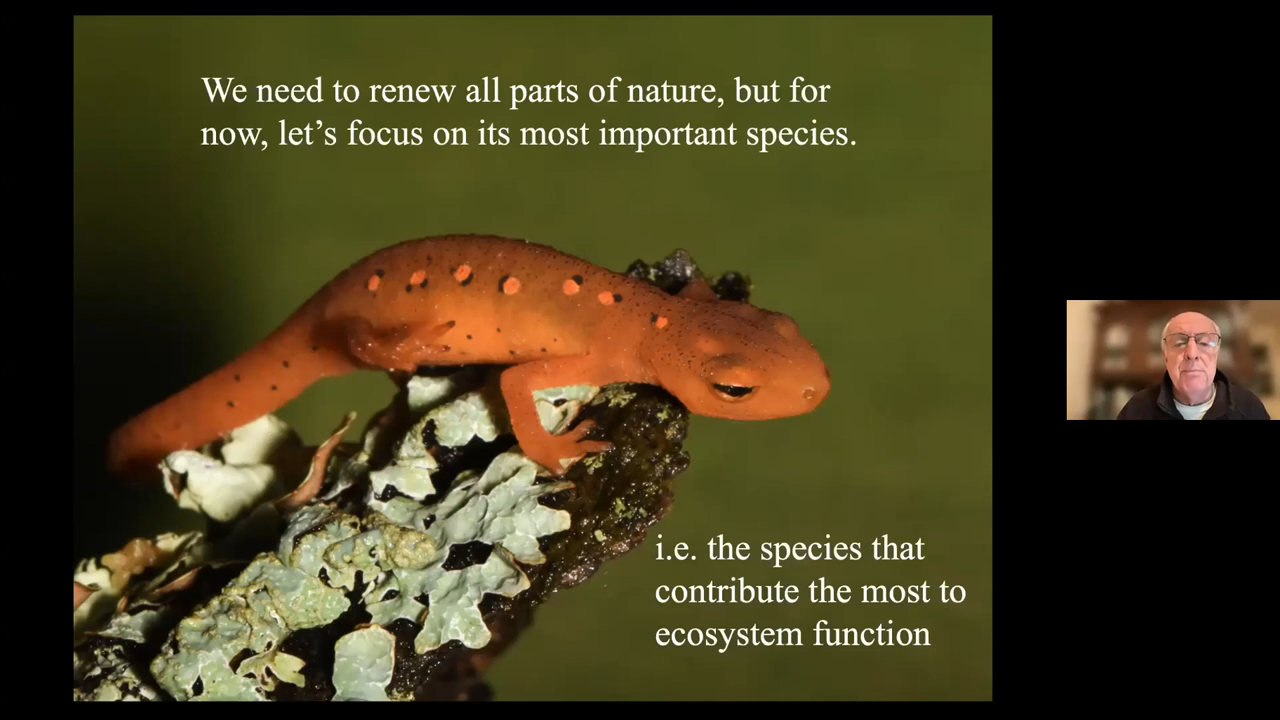 We need to renew all parts of nature, but for
now, let’s focus on its most important species.
i.e. the species that
contribute the most to
ecosystem function